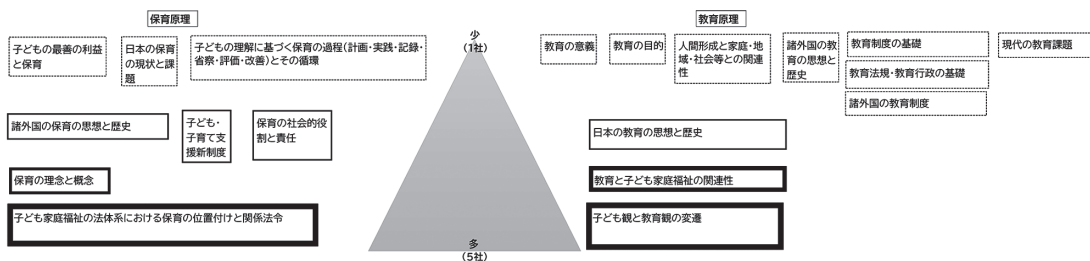 保育原理
子どもの最善の利益
と保育
日本の保育
の現状と課
題
子どもの理解に基づく保育の過程(計画・実践・記録・
省察・評価・改善)とその循環
諸外国の保育の思想と歴史
子ども・
子育て支
援新制度
保育の社会的役
割と責任
保育の理念と概念
子ども家庭福祉の法体系における保育の位置付けと関係法令
少
(1社)
多
(5社)
教育原理
教育の意義
教育の目的
人間形成と家庭・地
域・社会等との関連
性
諸外国の教
育の思想と
歴史
教育制度の基礎
教育法規・教育行政の基礎
諸外国の教育制度
現代の教育課題
日本の教育の思想と歴史
教育と子ども家庭福祉の関連性
子ども観と教育観の変遷